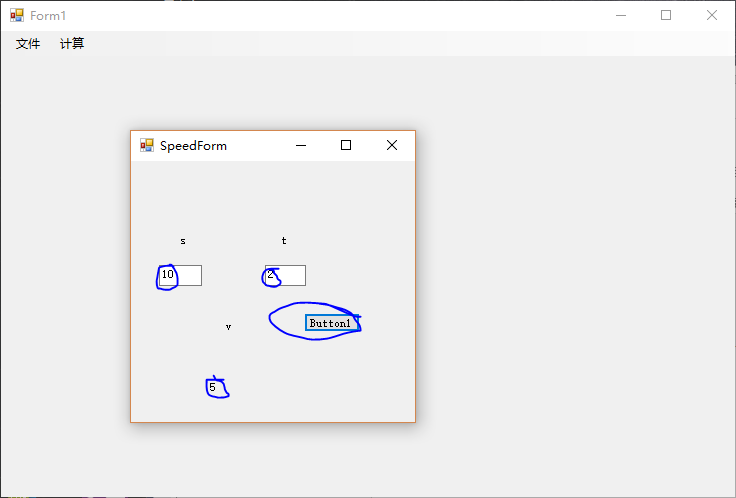 Form1
文件 计算
SpeedForm
s t
10 2
Button1
v
5